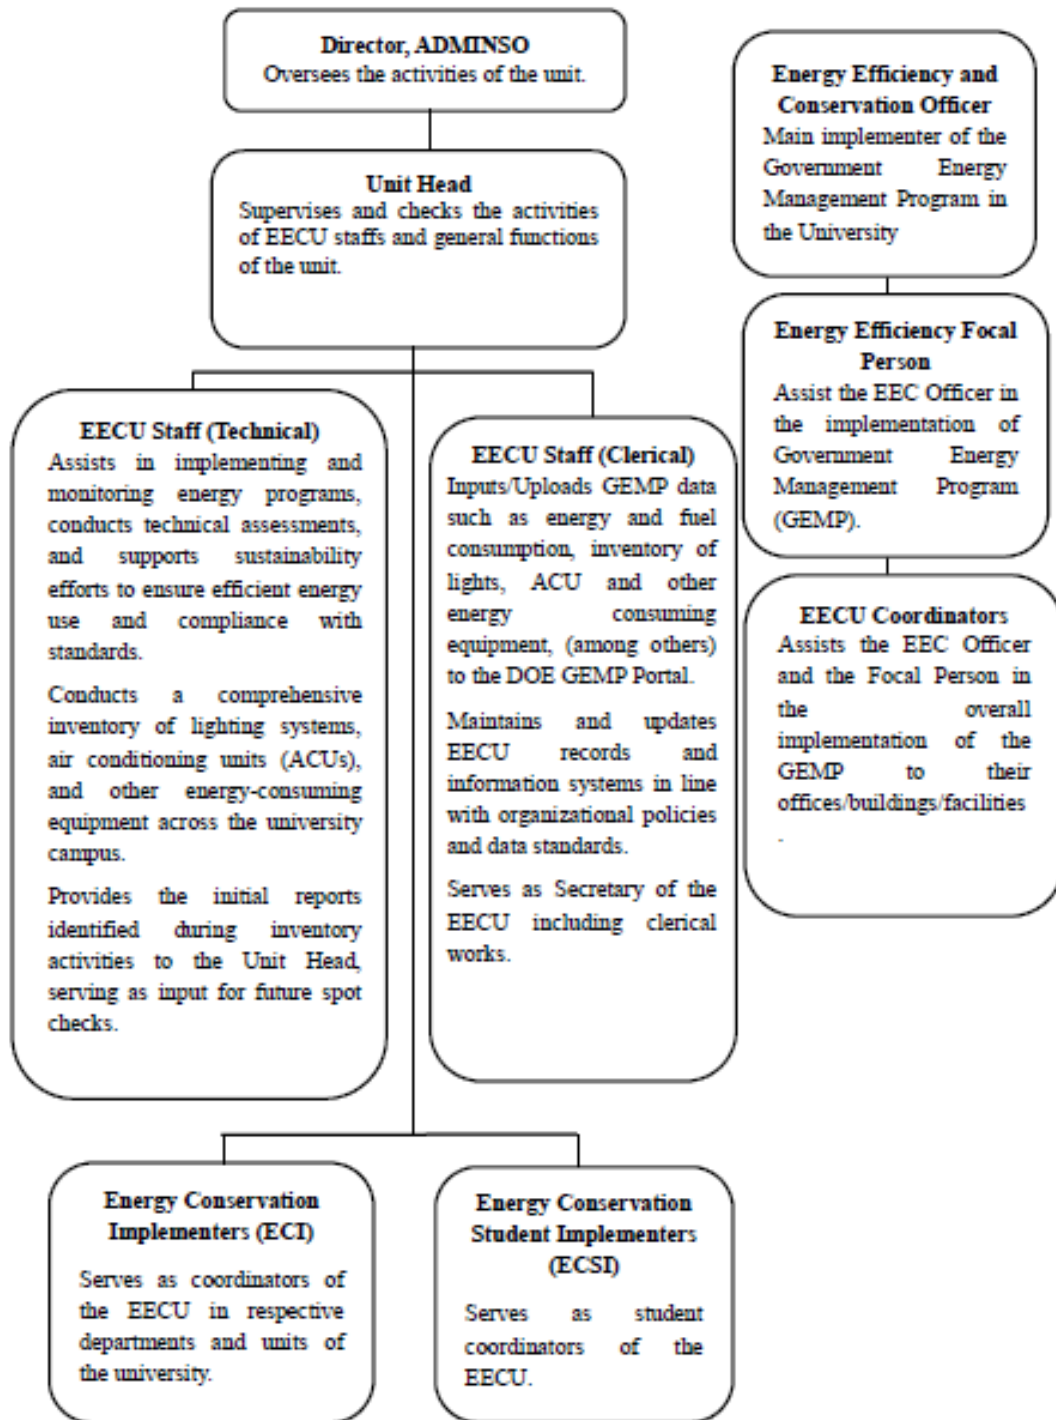 Director, ADMINSO
Oversees the activities of the unit.
Unit Head
Supervises and checks the activities
of EECU staffs and general functions
of the unit.
EECU Staff (Technical)
Assists in implementing and
monitoring energy programs,
conducts technical assessments,
and supports sustainability
efforts to ensure efficient energy
use and compliance with
standards.
Conducts a comprehensive
inventory of lighting systems,
air conditioning units (ACUs),
and other energy-consuming
equipment across the university
campus.
Provides the initial reports
identified during inventory
activities to the Unit Head,
serving as input for future spot
checks.
EECU Staff (Clerical)
Inputs/Uploads GEMP data
such as energy and fuel
consumption, inventory of
lights, ACU and other
energy consuming
equipment, (among others)
to the DOE GEMP Portal.
Maintains and updates
EECU records and
information systems in line
with organizational policies
and data standards.
Serves as Secretary of the
EECU including clerical
works.
Energy Conservation
Implementers (ECI)
Serves as coordinators of
the EECU in respective
departments and units of
the university.
Energy Conservation
Student Implementers
(ECSI)
Serves as student
coordinators of the
EECU.
Energy Efficiency and
Conservation Officer
Main implementer of the
Government Energy
Management Program in
the University
Energy Efficiency Focal
Person
Assist the EEC Officer in
the implementation of
Government Energy
Management Program
(GEMP).
EECU Coordinators
Assists the EEC Officer
and the Focal Person in
the overall
implementation of the
GEMP to their
offices/buildings/facilities
.